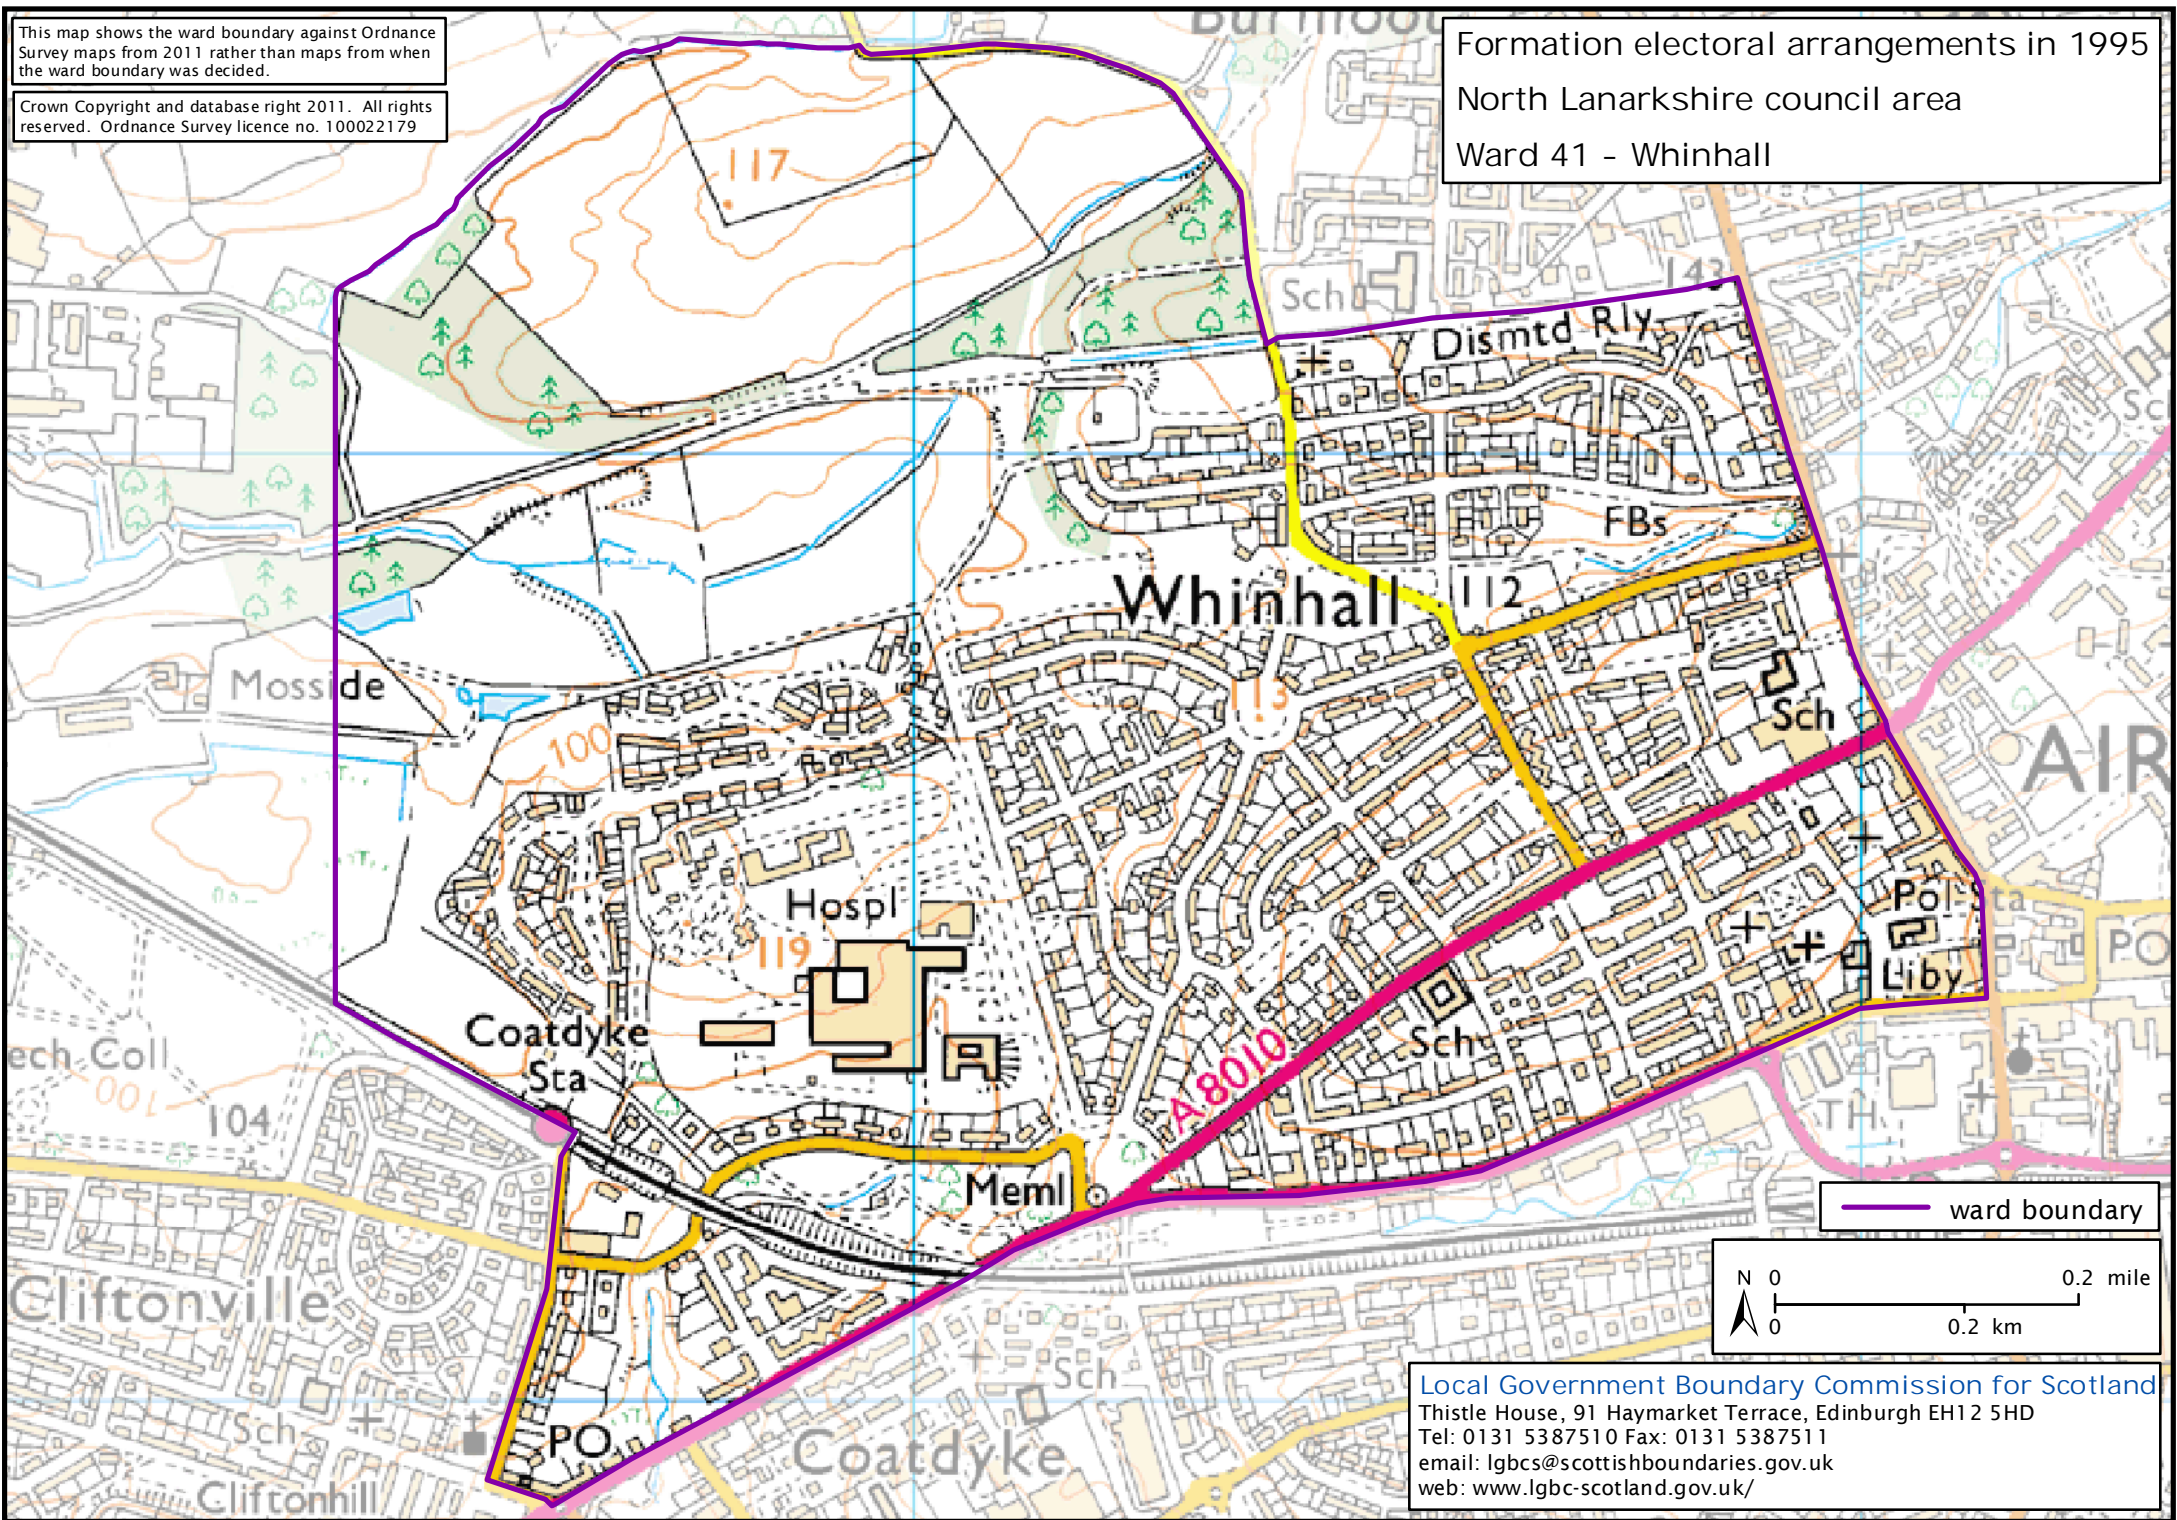 This map shows the ward boundary against Ordnance
Survey maps from 2011 rather than maps from when
the ward boundary was decided.
Crown Copyright and database right 2011. All rights
reserved. Ordnance Survey licence no. 100022179
Formation electoral arrangements in 1995
North Lanarkshire council area
Ward 41 - Whinhall
117
Sch
143
Dismtd Rly
Sch
FBs
Whinhall
112
113
Mosside
Sch
100
AIR
Hospl
119
Pol Sta
PO
Liby
Coatdyke
Sta
Sch
A 8010
ech Coll
100
104
TH
Meml
ward boundary
Cliftonville
N 0 0.2 mile
0 0.2 km
Sch
Sch
PO
Coatdyke
Cliftonhill
Local Government Boundary Commission for Scotland
Thistle House, 91 Haymarket Terrace, Edinburgh EH12 5HD
Tel: 0131 5387510 Fax: 0131 5387511
email: lgbcs@scottishboundaries.gov.uk
web: www.lgbc-scotland.gov.uk/